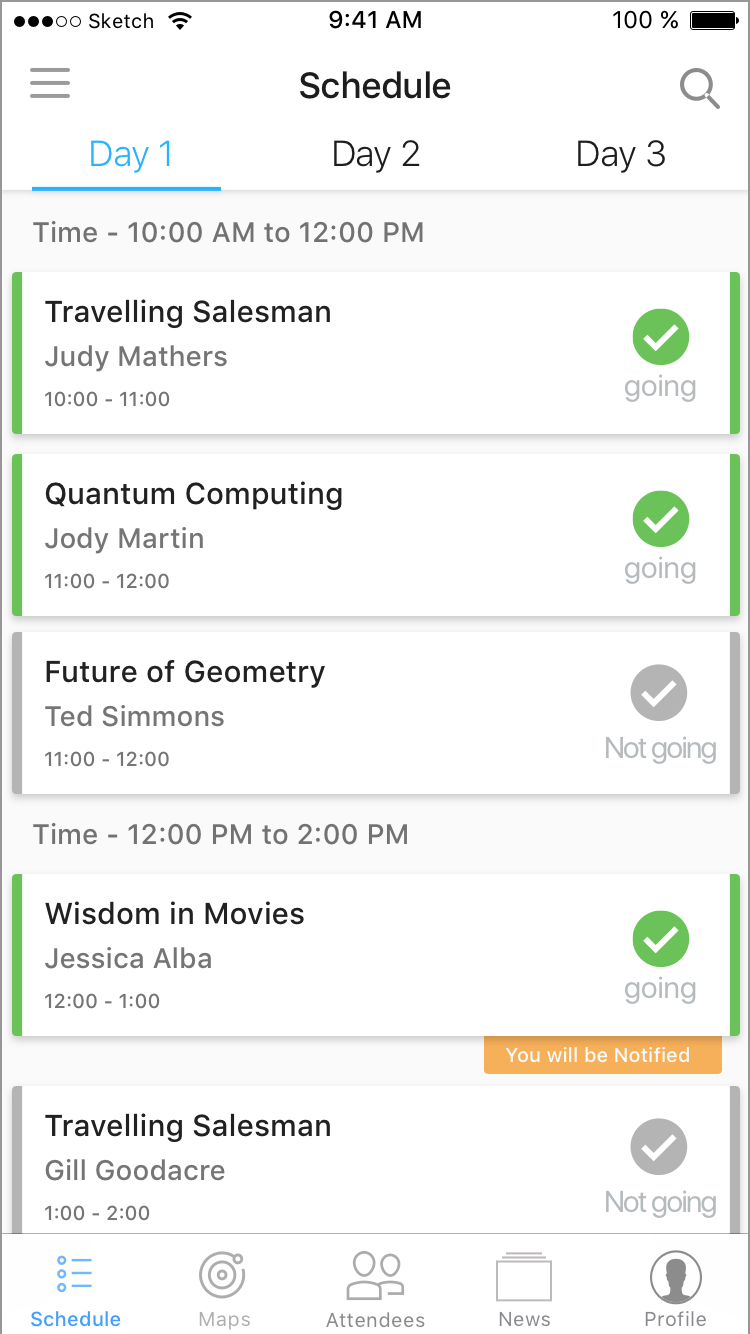 Sketch 9:41 AM 100 %
Schedule
Day 1 Day 2 Day 3
Time - 10:00 AM to 12:00 PM
Travelling Salesman
Judy Mathers
10:00 - 11:00
going
Quantum Computing
Jody Martin
11:00 - 12:00
going
Future of Geometry
Ted Simmons
11:00 - 12:00
Not going
Time - 12:00 PM to 2:00 PM
Wisdom in Movies
Jessica Alba
12:00 - 1:00
going
You will be Notified
Travelling Salesman
Gill Goodacre
1:00 - 2:00
Not going
Schedule Maps Attendees News Profile